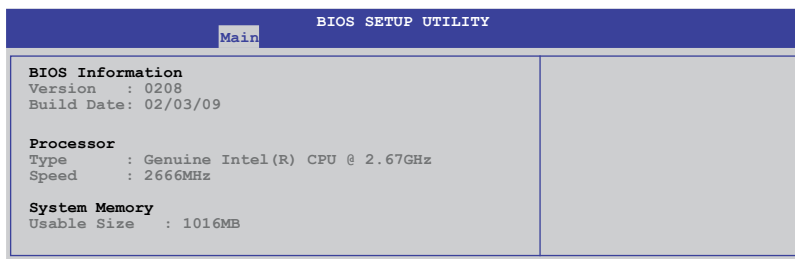 BIOS SETUP UTILITY
Main
BIOS Information
Version : 0208
Build Date: 02/03/09
Processor
Type : Genuine Intel(R) CPU @ 2.67GHz
Speed : 2666MHz
System Memory
Usable Size : 1016MB